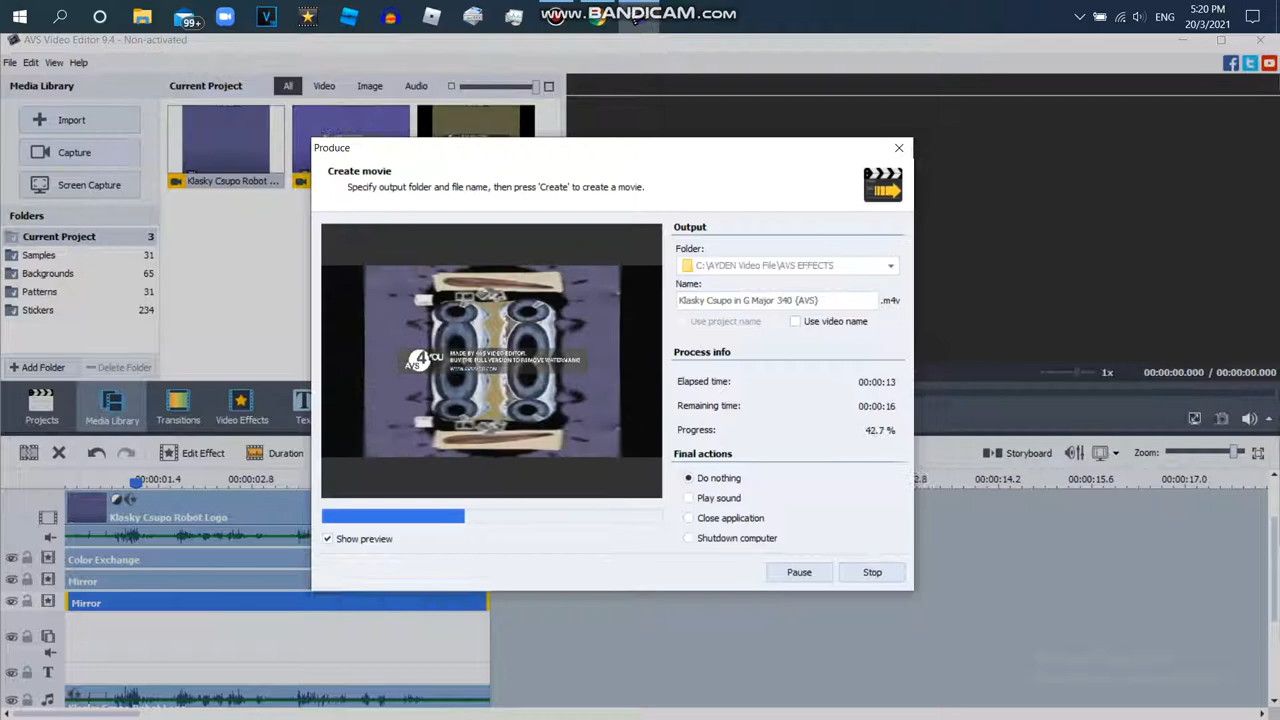 www.BANDICAM.com
99+
5:20 PM
ENG
20/3/2021
AVS Video Editor 9.4 - Non-activated
File Edit View Help
Media Library
Current Project
All Video Image Audio
Import
Capture
Screen Capture
Klasky Csupo Robot ...
Folders
Current Project 3
Samples 31
Backgrounds 65
Patterns 31
Stickers 234
Add Folder
Delete Folder
Produce
Create movie
Specify output folder and file name, then press 'Create' to create a movie.
AVS 4 YOU
MADE BY AVS VIDEO EDITOR.
BUY THE FULL VERSION TO REMOVE WATERMARK
Show preview
Output
Folder:
C:\AYDEN Video File\AVS EFFECTS
Name:
Klasky Csupo in G Major 340 {AVS} .m4v
Use project name Use video name
Process info
Elapsed time: 00:00:13
Remaining time: 00:00:16
Progress: 42.7 %
Final actions
Do nothing
Play sound
Close application
Shutdown computer
Pause Stop
1x 00:00:00.000 / 00:00:00.000
Projects Media Library Transitions Video Effects
Edit Effect Duration
Storyboard Zoom:
00:00:01.4 00:00:02.8
00:00:14.2 00:00:15.6 00:00:17.0
Klasky Csupo Robot Logo
Color Exchange
Mirror
Mirror
T